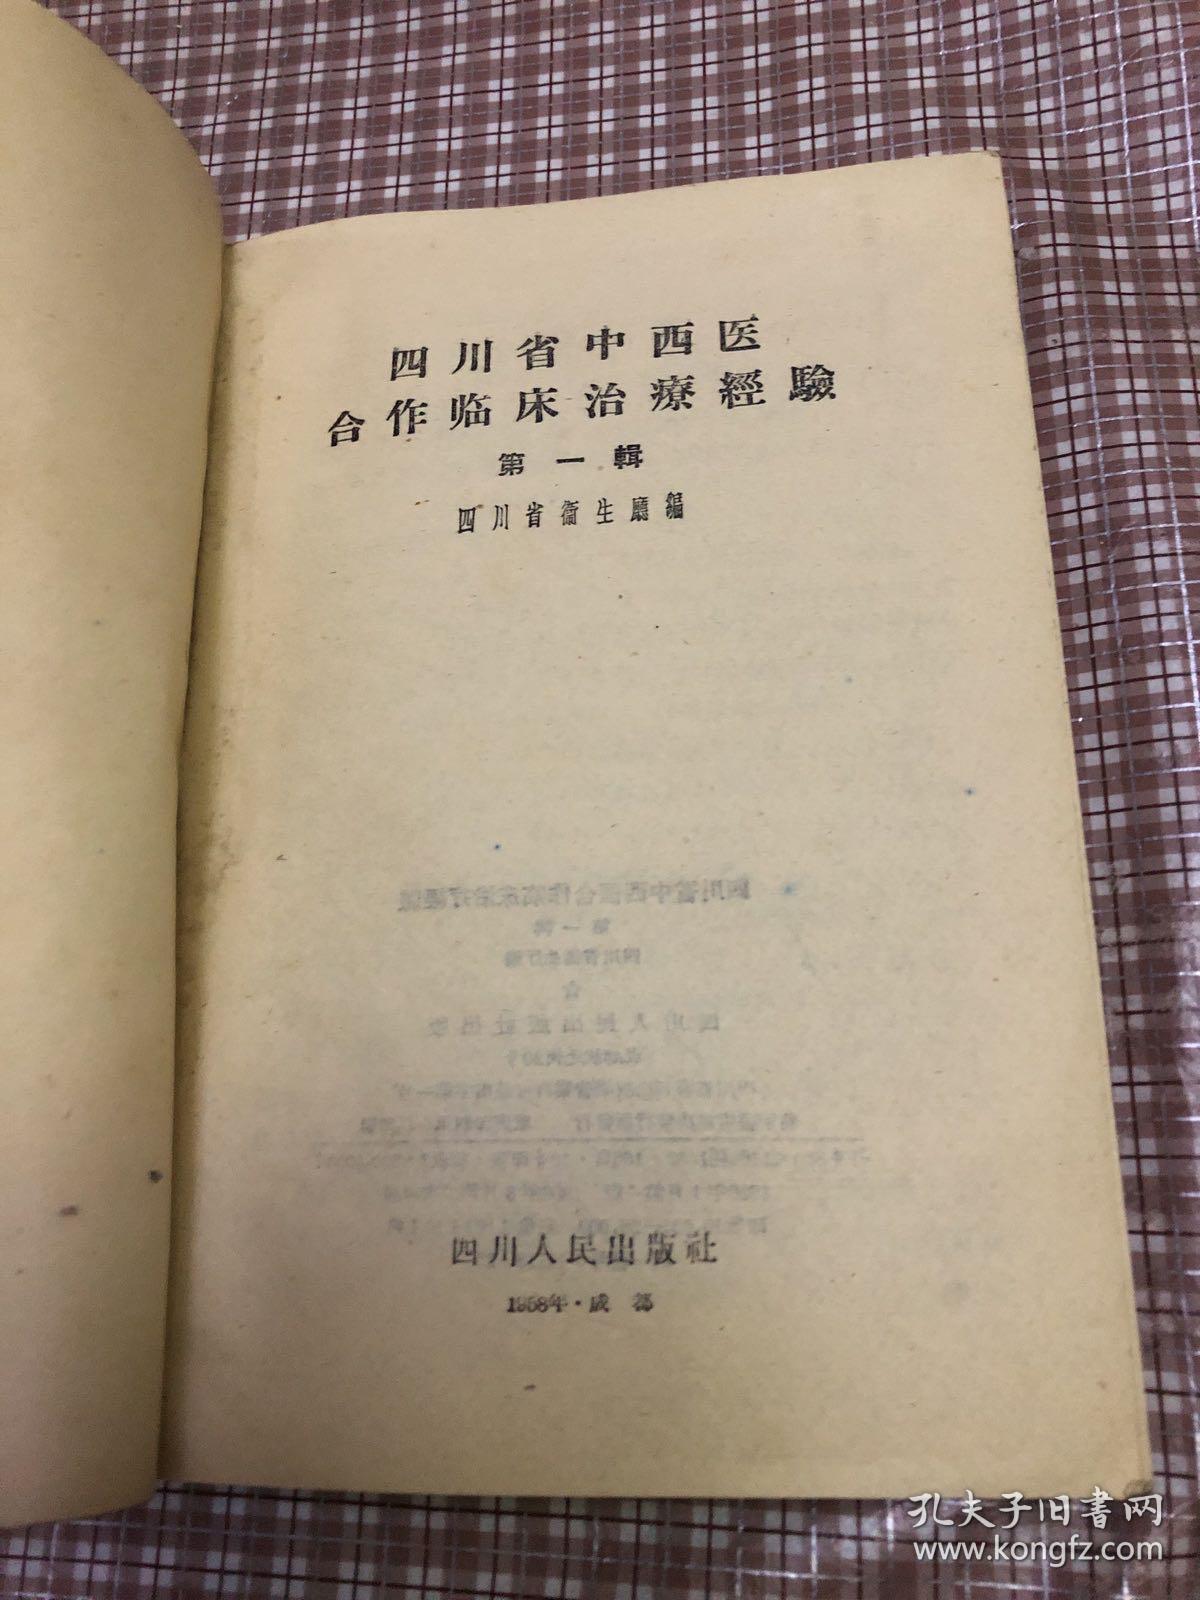 四川省中西医
合作临床治療經驗
第一輯
四川省衞生廳編
四川人民出版社
1958年·成都
孔夫子旧書网
www.kongfz.com